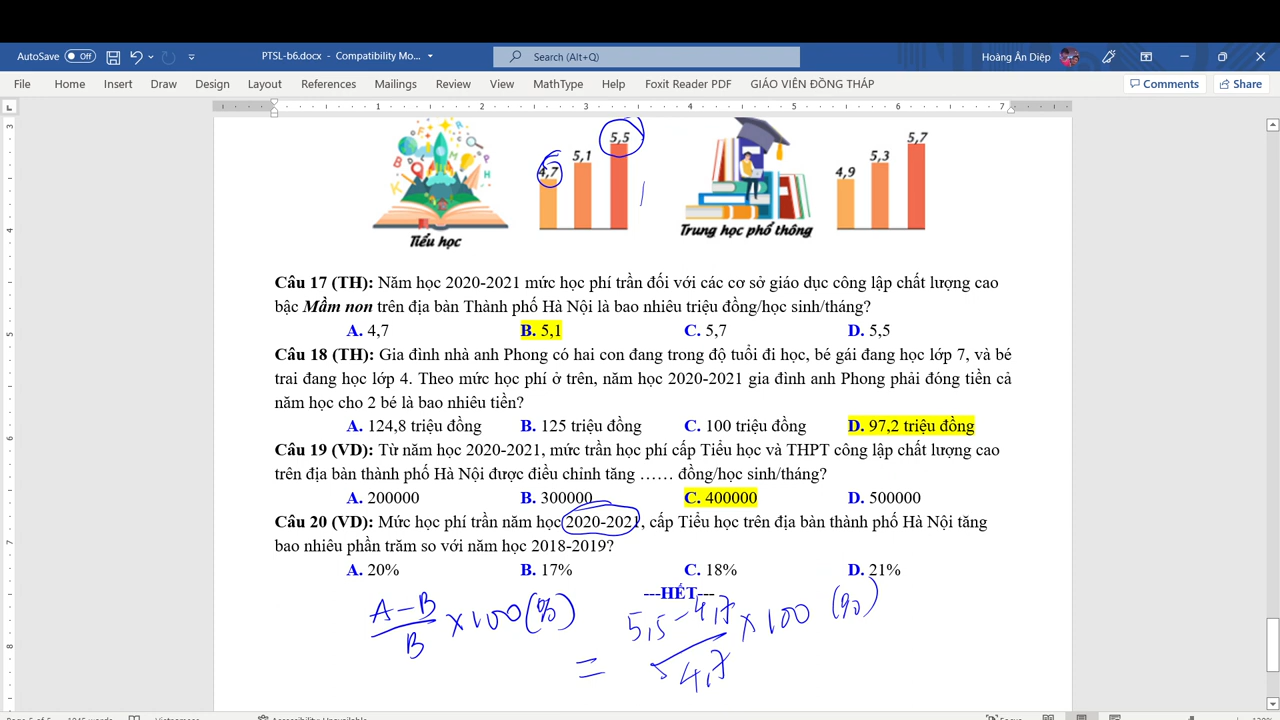 AutoSave Off PTSL-b6.docx - Compatibility Mo... Search (Alt+Q) Hoàng Ân Diệp
File Home Insert Draw Design Layout References Mailings Review View MathType Help Foxit Reader PDF GIÁO VIÊN ĐỒNG THÁP Comments Share
1 2 3 4 5 6 7
4,7 5,1 5,5
Tiểu học
4,9 5,3 5,7
Trung học phổ thông
Câu 17 (TH): Năm học 2020-2021 mức học phí trần đối với các cơ sở giáo dục công lập chất lượng cao
bậc Mầm non trên địa bàn Thành phố Hà Nội là bao nhiêu triệu đồng/học sinh/tháng?
A. 4,7 B. 5,1 C. 5,7 D. 5,5
Câu 18 (TH): Gia đình nhà anh Phong có hai con đang trong độ tuổi đi học, bé gái đang học lớp 7, và bé
trai đang học lớp 4. Theo mức học phí ở trên, năm học 2020-2021 gia đình anh Phong phải đóng tiền cả
năm học cho 2 bé là bao nhiêu tiền?
A. 124,8 triệu đồng B. 125 triệu đồng C. 100 triệu đồng D. 97,2 triệu đồng
Câu 19 (VD): Từ năm học 2020-2021, mức trần học phí cấp Tiểu học và THPT công lập chất lượng cao
trên địa bàn thành phố Hà Nội được điều chỉnh tăng …… đồng/học sinh/tháng?
A. 200000 B. 300000 C. 400000 D. 500000
Câu 20 (VD): Mức học phí trần năm học 2020-2021, cấp Tiểu học trên địa bàn thành phố Hà Nội tăng
bao nhiêu phần trăm so với năm học 2018-2019?
A. 20% B. 17% C. 18% D. 21%
---HẾT---
A-B/B × 100 (%)
= 5,5-4,7/4,7 × 100 (%)